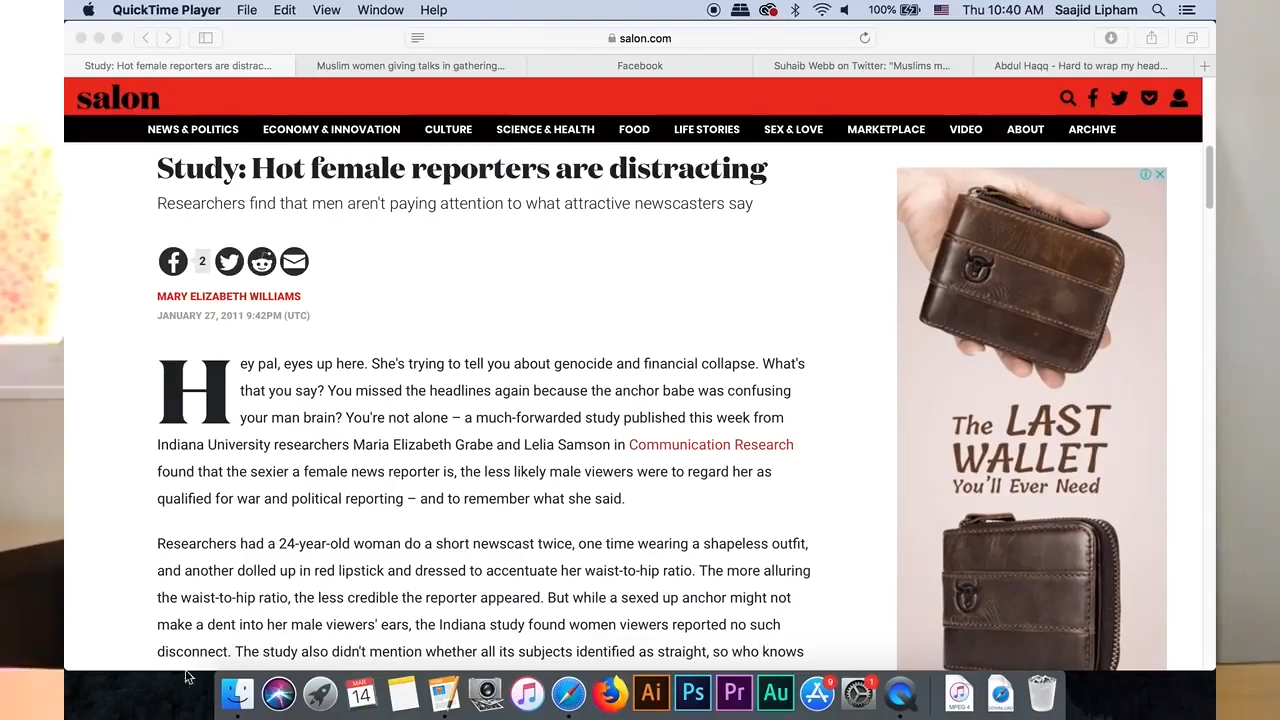 QuickTime Player File Edit View Window Help 100% Thu 10:40 AM Saajid Lipham
salon.com
Study: Hot female reporters are distrac... Muslim women giving talks in gathering... Facebook Suhaib Webb on Twitter: "Muslims m... Abdul Haqq - Hard to wrap my head...
salon
NEWS & POLITICS ECONOMY & INNOVATION CULTURE SCIENCE & HEALTH FOOD LIFE STORIES SEX & LOVE MARKETPLACE VIDEO ABOUT ARCHIVE
Study: Hot female reporters are distracting
Researchers find that men aren't paying attention to what attractive newscasters say
2
MARY ELIZABETH WILLIAMS
JANUARY 27, 2011 9:42PM (UTC)
Hey pal, eyes up here. She's trying to tell you about genocide and financial collapse. What's
that you say? You missed the headlines again because the anchor babe was confusing
your man brain? You're not alone – a much-forwarded study published this week from
Indiana University researchers Maria Elizabeth Grabe and Lelia Samson in Communication Research
found that the sexier a female news reporter is, the less likely male viewers were to regard her as
qualified for war and political reporting – and to remember what she said.
Researchers had a 24-year-old woman do a short newscast twice, one time wearing a shapeless outfit,
and another dolled up in red lipstick and dressed to accentuate her waist-to-hip ratio. The more alluring
the waist-to-hip ratio, the less credible the reporter appeared. But while a sexed up anchor might not
make a dent into her male viewers' ears, the Indiana study found women viewers reported no such
disconnect. The study also didn't mention whether all its subjects identified as straight, so who knows
The LAST
WALLET
You'll Ever Need
MAR
14
Ai Ps Pr Au 9 1
MPEG 4 DOWNLOAD